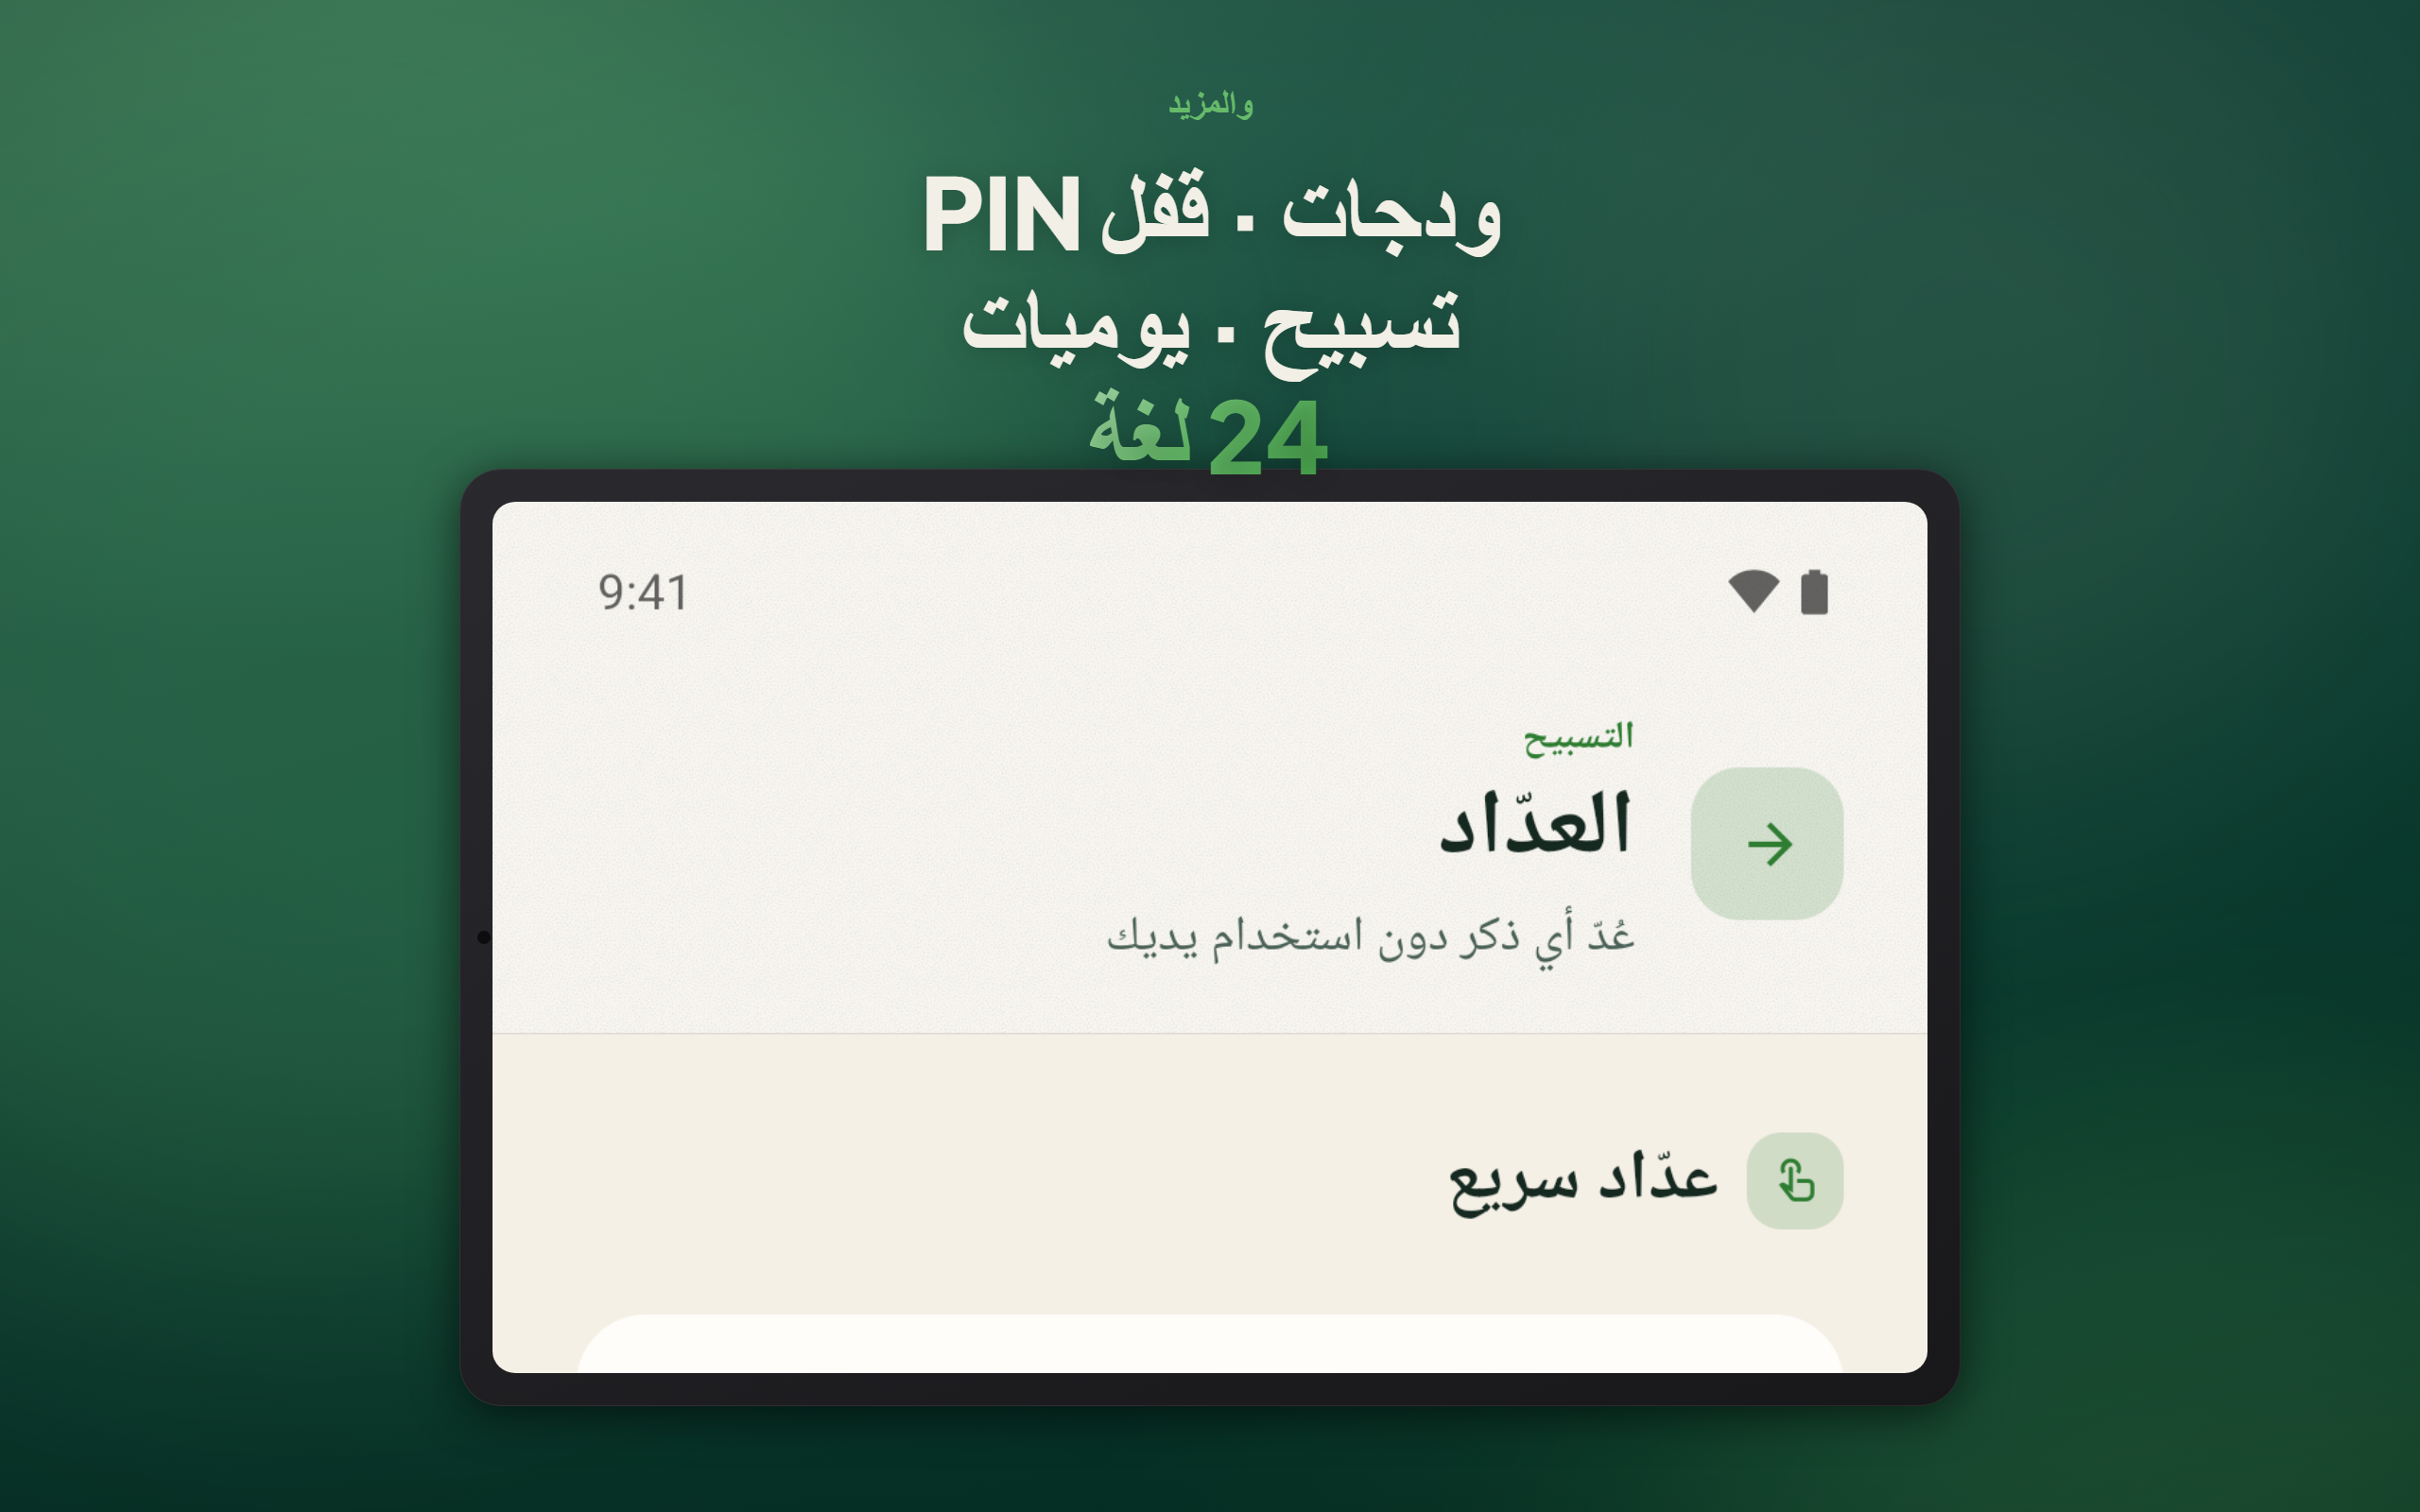 والمزيد
ودجات · قفل PIN
تسبيح · يوميات
24 لغة
9:41
التسبيح
العدّاد
عُدّ أي ذكر دون استخدام يديك
عدّاد سريع